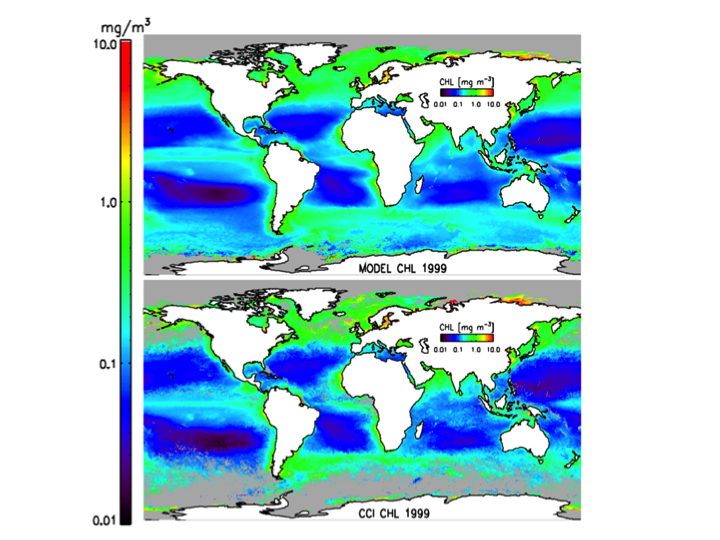 mg/m³
10.0
1.0
0.1
0.01
CHL [mg m⁻³]
0.01 0.1 1.0 10.0
MODEL CHL 1999
CHL [mg m⁻³]
0.01 0.1 1.0 10.0
CCI CHL 1999